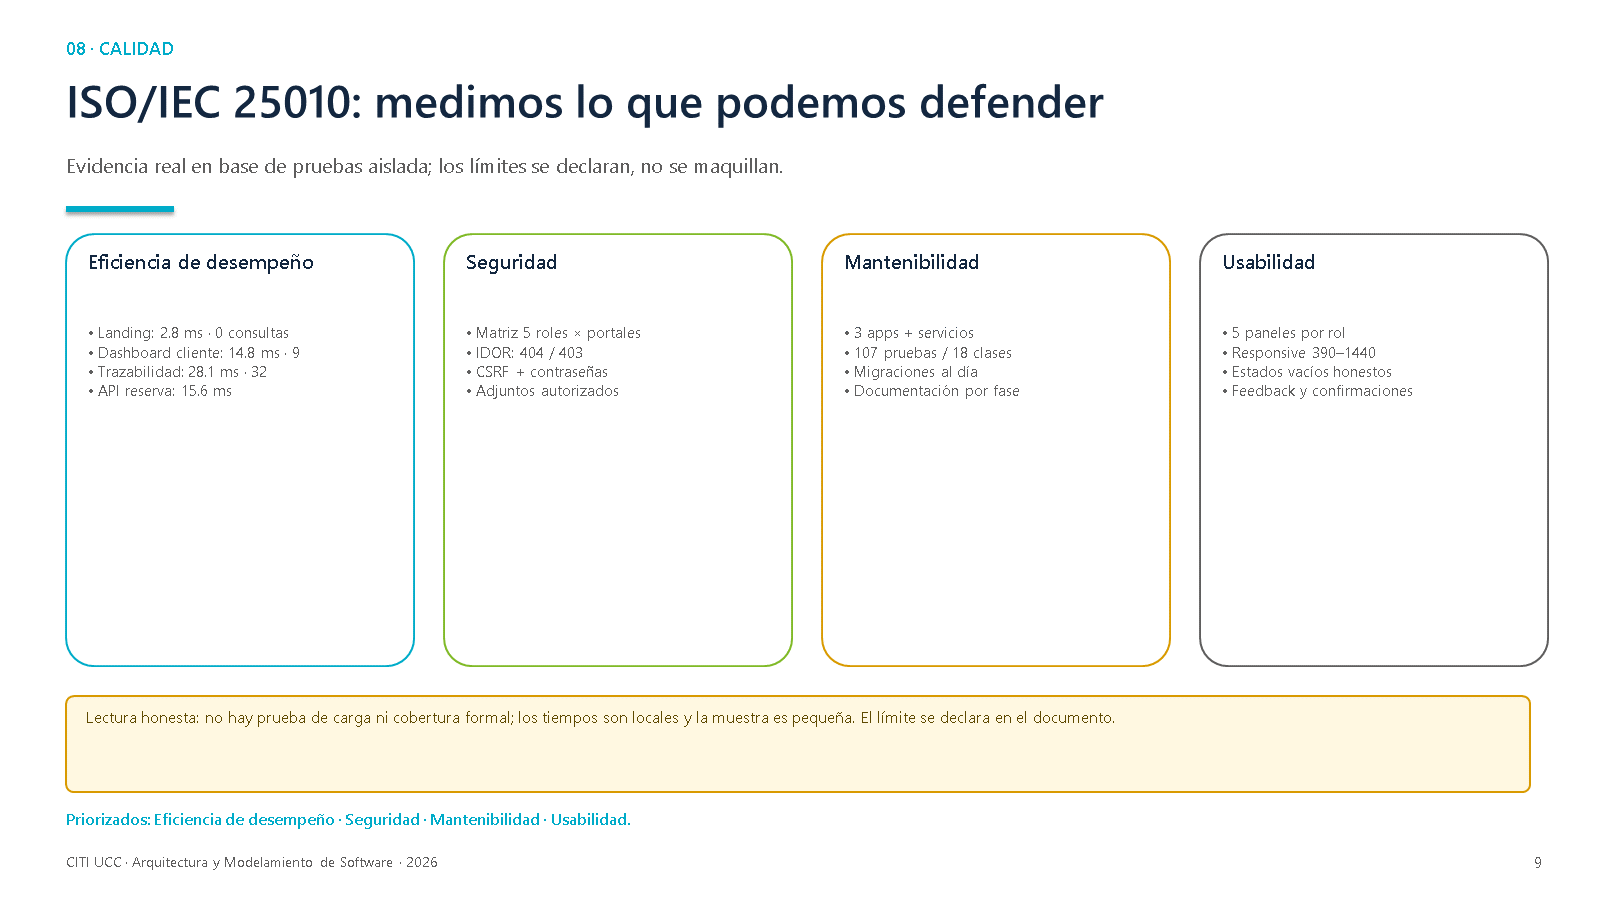 08 · CALIDAD
ISO/IEC 25010: medimos lo que podemos defender
Evidencia real en base de pruebas aislada; los límites se declaran, no se maquillan.
Eficiencia de desempeño
• Landing: 2.8 ms · 0 consultas
• Dashboard cliente: 14.8 ms · 9
• Trazabilidad: 28.1 ms · 32
• API reserva: 15.6 ms
Seguridad
• Matriz 5 roles × portales
• IDOR: 404 / 403
• CSRF + contraseñas
• Adjuntos autorizados
Mantenibilidad
• 3 apps + servicios
• 107 pruebas / 18 clases
• Migraciones al día
• Documentación por fase
Usabilidad
• 5 paneles por rol
• Responsive 390–1440
• Estados vacíos honestos
• Feedback y confirmaciones
Lectura honesta: no hay prueba de carga ni cobertura formal; los tiempos son locales y la muestra es pequeña. El límite se declara en el documento.
Priorizados: Eficiencia de desempeño · Seguridad · Mantenibilidad · Usabilidad.
CITI UCC · Arquitectura y Modelamiento de Software · 2026
9